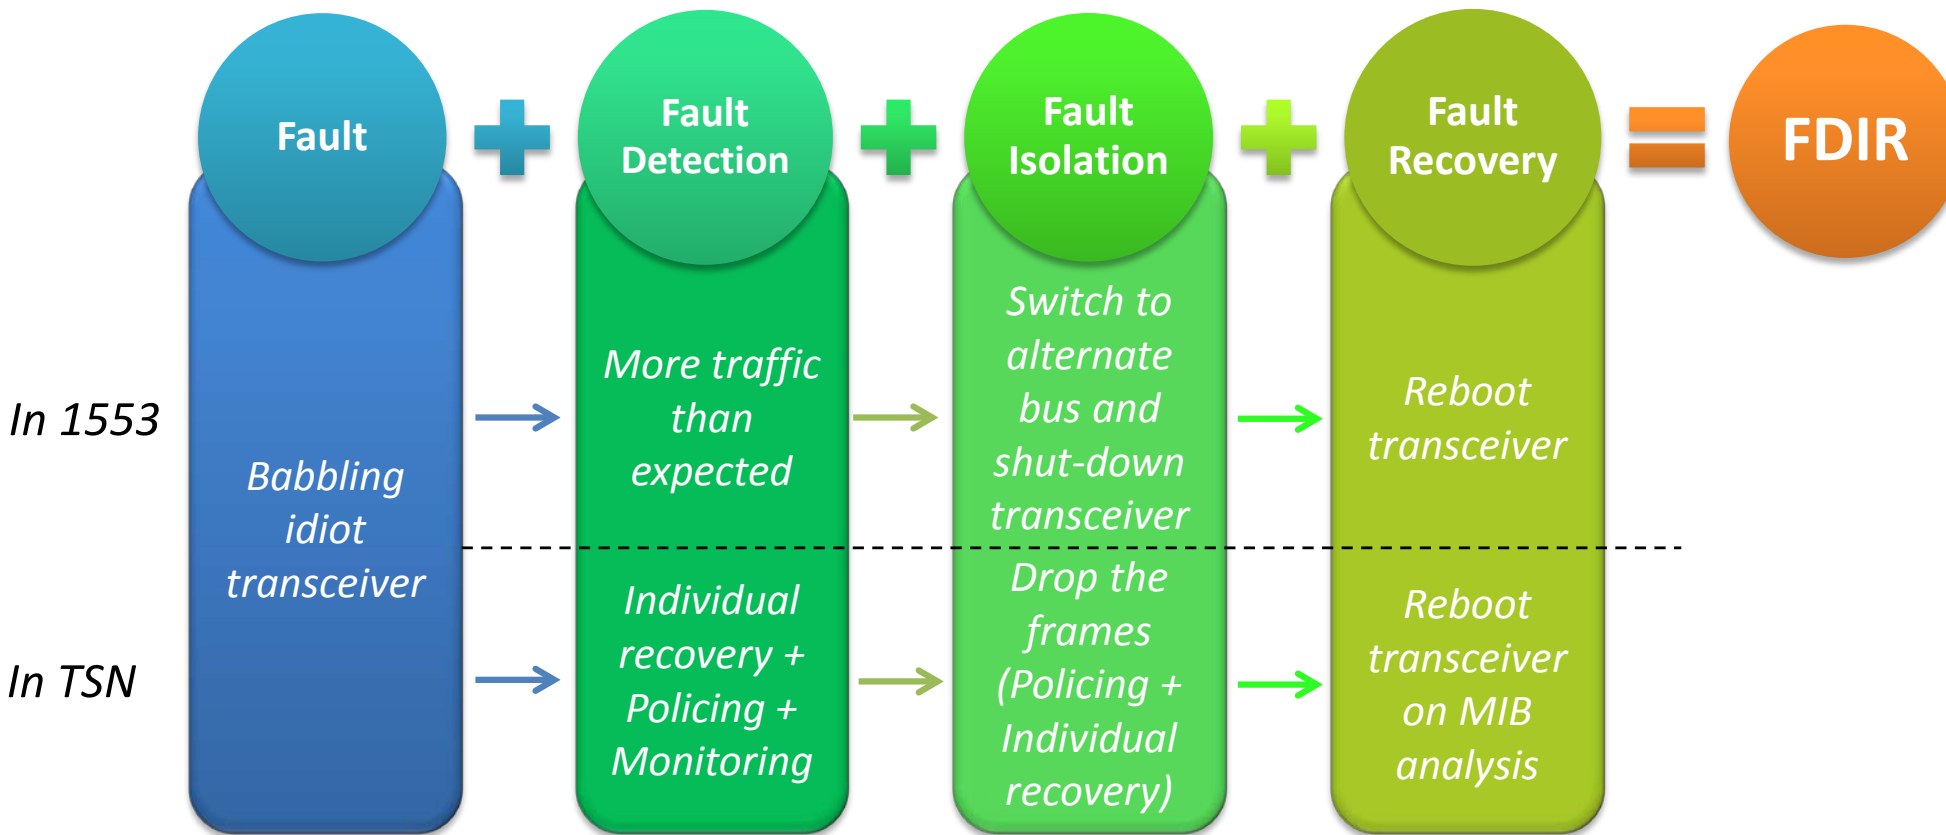 Fault
Fault
Detection
Fault
Isolation
Fault
Recovery
FDIR
In 1553
In TSN
Babbling
idiot
transceiver
More traffic
than
expected
Switch to
alternate
bus and
shut-down
transceiver
Reboot
transceiver
Individual
recovery +
Policing +
Monitoring
Drop the
frames
(Policing +
Individual
recovery)
Reboot
transceiver
on MIB
analysis